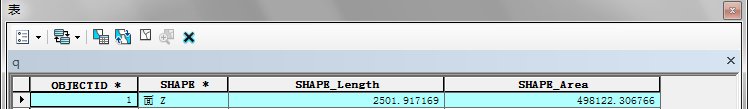 表
q
OBJECTID * SHAPE * SHAPE_Length SHAPE_Area
1 面 Z 2501.917169 498122.306766